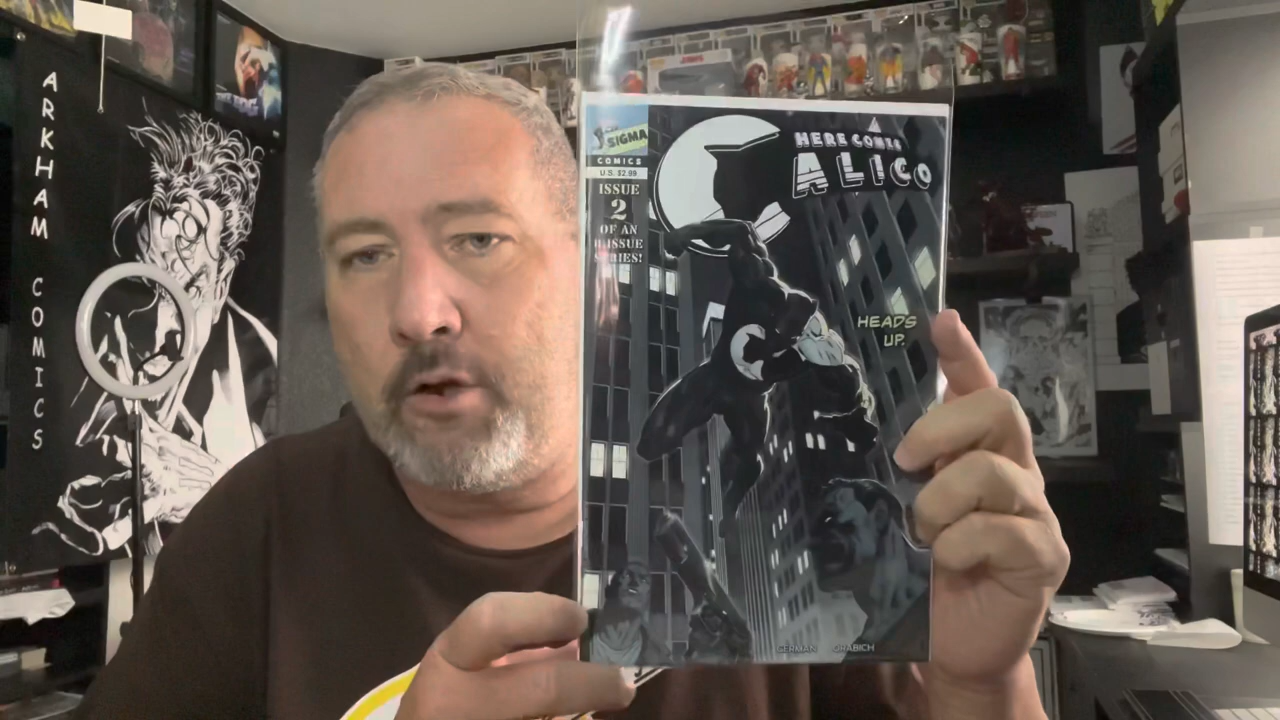 ARKHAM COMICS
SIGMA
COMICS
U.S. $2.99
ISSUE
2
OF AN
ISSUE
SERIES!
HERE COMES
ALICO
HEADS
UP.
GERMAN GRABICH